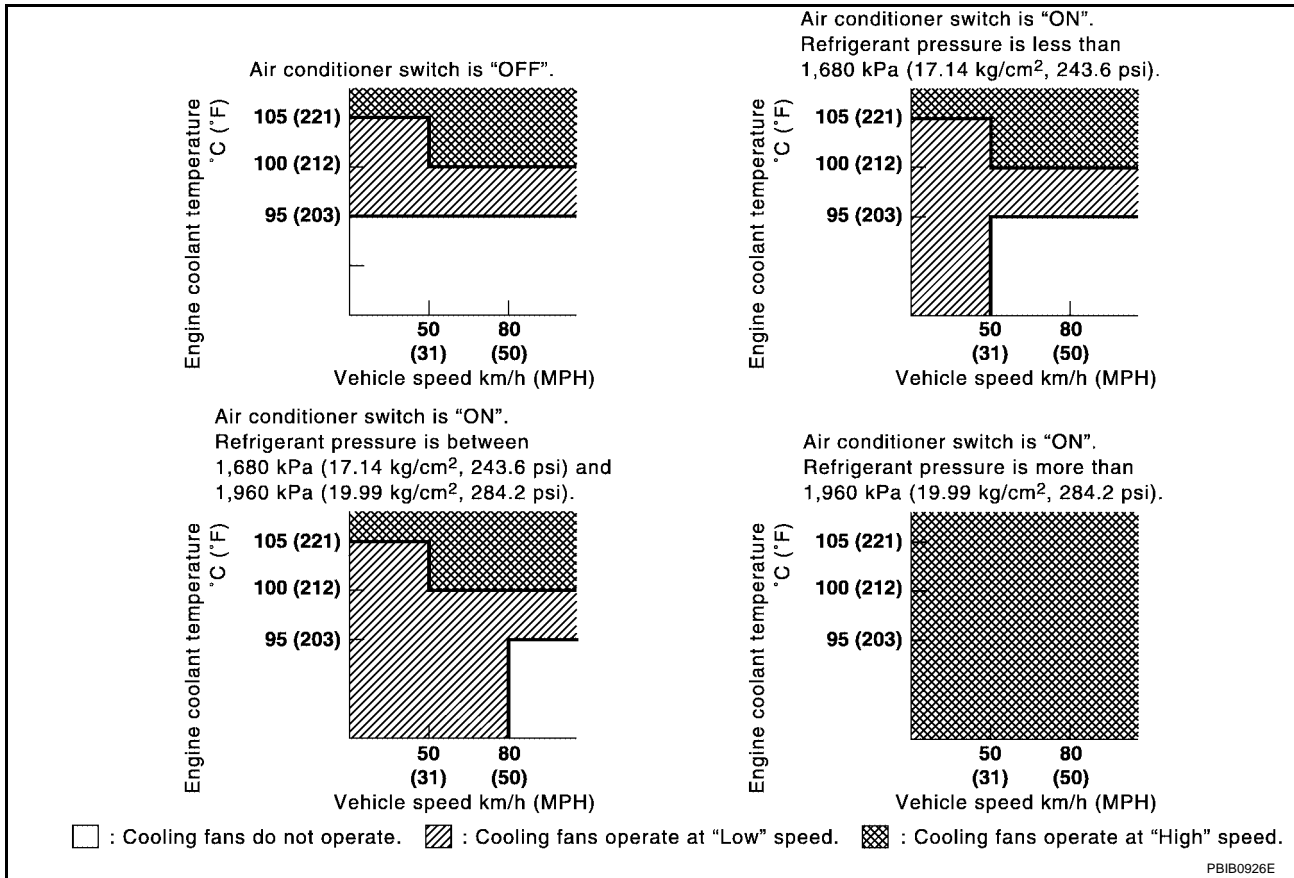 Air conditioner switch is “OFF”.
Engine coolant temperature
°C (°F)
105 (221)
100 (212)
95 (203)
50
(31)
80
(50)
Vehicle speed km/h (MPH)
Air conditioner switch is “ON”.
Refrigerant pressure is less than
1,680 kPa (17.14 kg/cm², 243.6 psi).
Engine coolant temperature
°C (°F)
105 (221)
100 (212)
95 (203)
50
(31)
80
(50)
Vehicle speed km/h (MPH)
Air conditioner switch is “ON”.
Refrigerant pressure is between
1,680 kPa (17.14 kg/cm², 243.6 psi) and
1,960 kPa (19.99 kg/cm², 284.2 psi).
Engine coolant temperature
°C (°F)
105 (221)
100 (212)
95 (203)
50
(31)
80
(50)
Vehicle speed km/h (MPH)
Air conditioner switch is “ON”.
Refrigerant pressure is more than
1,960 kPa (19.99 kg/cm², 284.2 psi).
Engine coolant temperature
°C (°F)
105 (221)
100 (212)
95 (203)
50
(31)
80
(50)
Vehicle speed km/h (MPH)
: Cooling fans do not operate.
: Cooling fans operate at “Low” speed.
: Cooling fans operate at “High” speed.
PBIB0926E